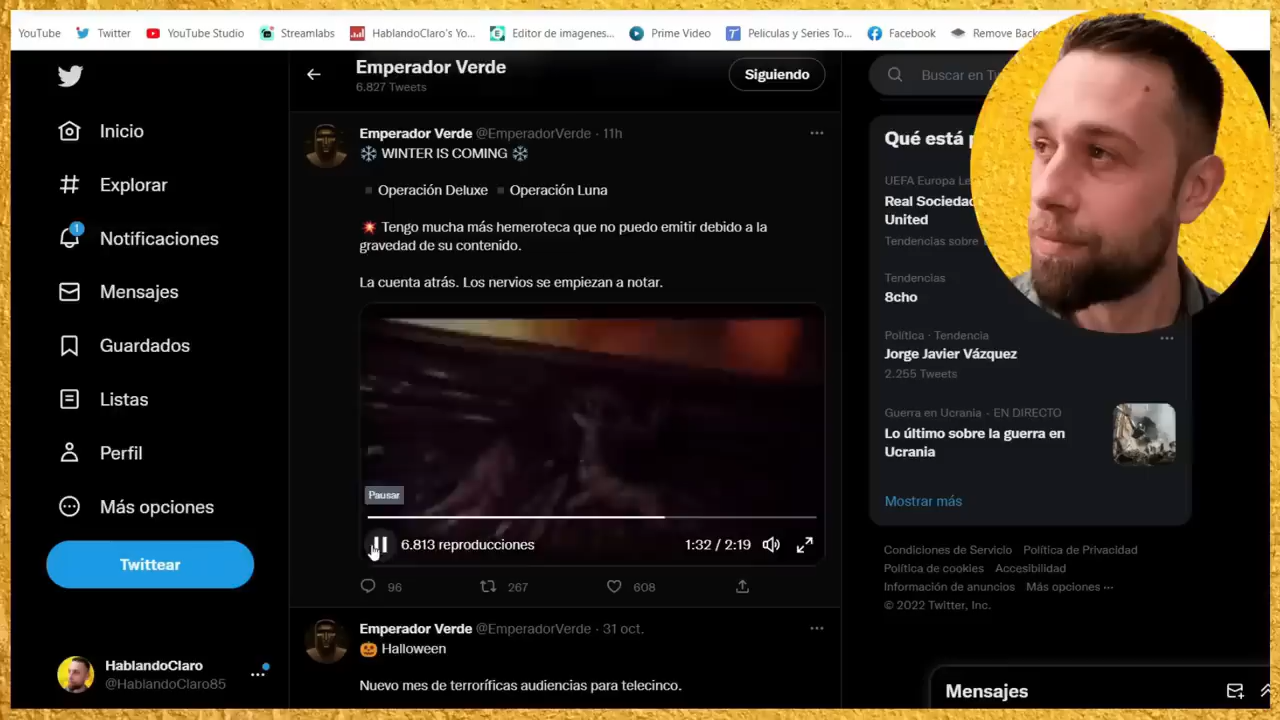 YouTube
Twitter
YouTube Studio
Streamlabs
HablandoClaro's Yo...
Editor de imagenes...
Prime Video
Peliculas y Series To...
Facebook
Remove
Inicio
Explorar
1
Notificaciones
Mensajes
Guardados
Listas
Perfil
Más opciones
Twittear
HablandoClaro
@HablandoClaro85
Emperador Verde
6.827 Tweets
Siguiendo
Emperador Verde @EmperadorVerde · 11h
❄ WINTER IS COMING ❄
▪ Operación Deluxe ▪ Operación Luna
💥 Tengo mucha más hemeroteca que no puedo emitir debido a la
gravedad de su contenido.
La cuenta atrás. Los nervios se empiezan a notar.
Pausar
6.813 reproducciones
1:32 / 2:19
96
267
608
Emperador Verde @EmperadorVerde · 31 oct.
🎃 Halloween
Nuevo mes de terroríficas audiencias para telecinco.
Buscar en
Qué está
UEFA Europa
Real
United
Tendencias sobre
Tendencias
8cho
Política · Tendencia
Jorge Javier Vázquez
2.255 Tweets
Guerra en Ucrania · EN DIRECTO
Lo último sobre la guerra en
Ucrania
Mostrar más
Condiciones de Servicio Política de Privacidad
Política de cookies Accesibilidad
Información de anuncios Más opciones ···
© 2022 Twitter, Inc.
Mensajes